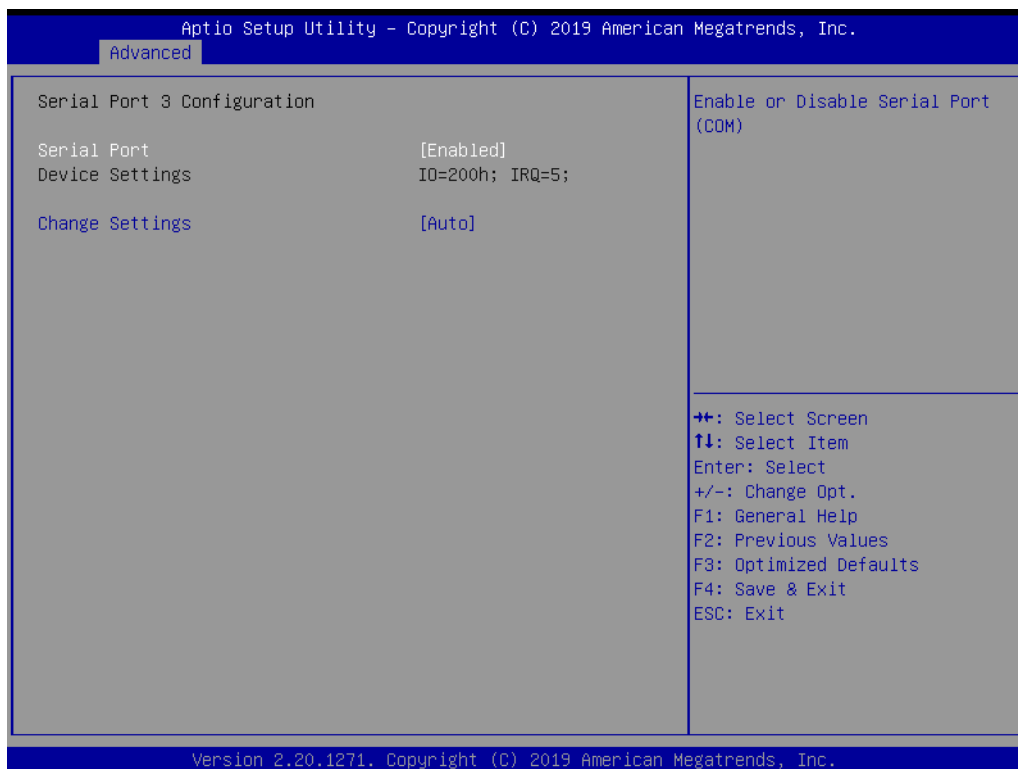 Aptio Setup Utility – Copyright (C) 2019 American Megatrends, Inc.
Advanced
Serial Port 3 Configuration
Serial Port [Enabled]
Device Settings IO=200h; IRQ=5;
Change Settings [Auto]
Enable or Disable Serial Port
(COM)
→←: Select Screen
↑↓: Select Item
Enter: Select
+/-: Change Opt.
F1: General Help
F2: Previous Values
F3: Optimized Defaults
F4: Save & Exit
ESC: Exit
Version 2.20.1271. Copyright (C) 2019 American Megatrends, Inc.